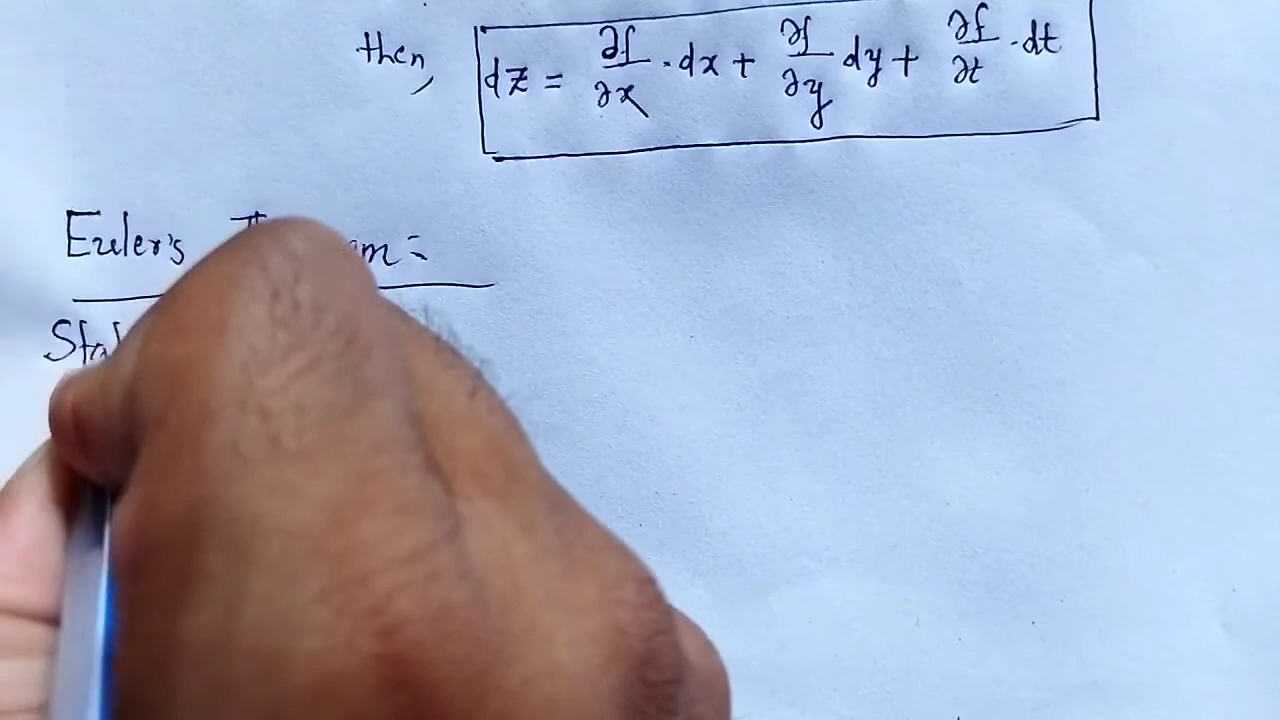 then, dz = ∂f/∂x · dx + ∂f/∂y dy + ∂f/∂t · dt
Euler's